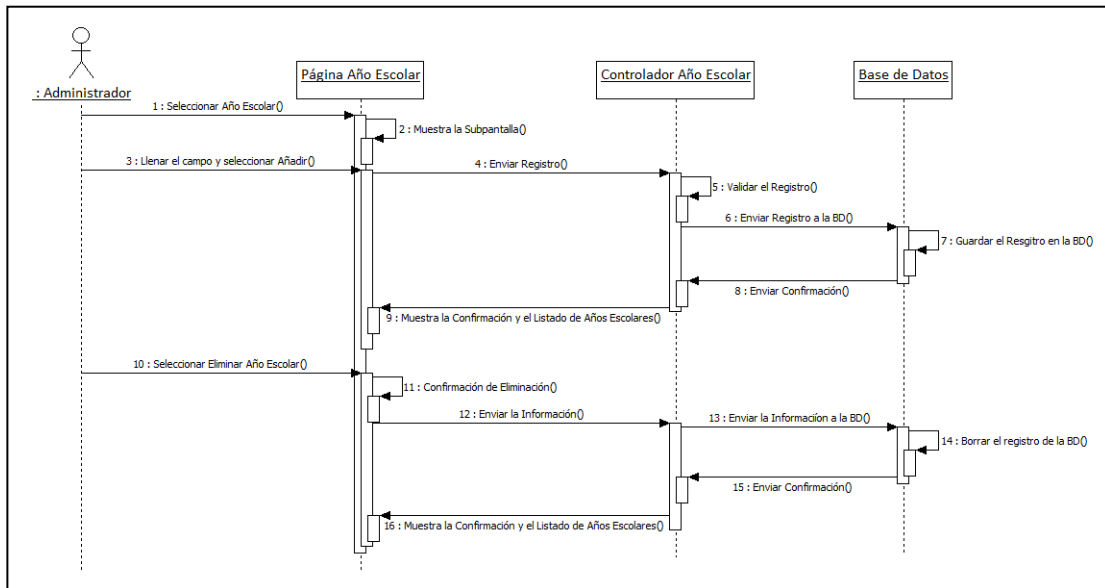 Página Año Escolar
Controlador Año Escolar
Base de Datos
: Administrador
1 : Seleccionar Año Escolar()
2 : Muestra la Subpantalla()
3 : Llenar el campo y seleccionar Añadir()
4 : Enviar Registro()
5 : Validar el Registro()
6 : Enviar Registro a la BD()
7 : Guardar el Resgitro en la BD()
8 : Enviar Confirmación()
9 : Muestra la Confirmación y el Listado de Años Escolares()
10 : Seleccionar Eliminar Año Escolar()
11 : Confirmación de Eliminación()
12 : Enviar la Información()
13 : Enviar la Informaciíon a la BD()
14 : Borrar el registro de la BD()
15 : Enviar Confirmación()
16 : Muestra la Confirmación y el Listado de Años Escolares()